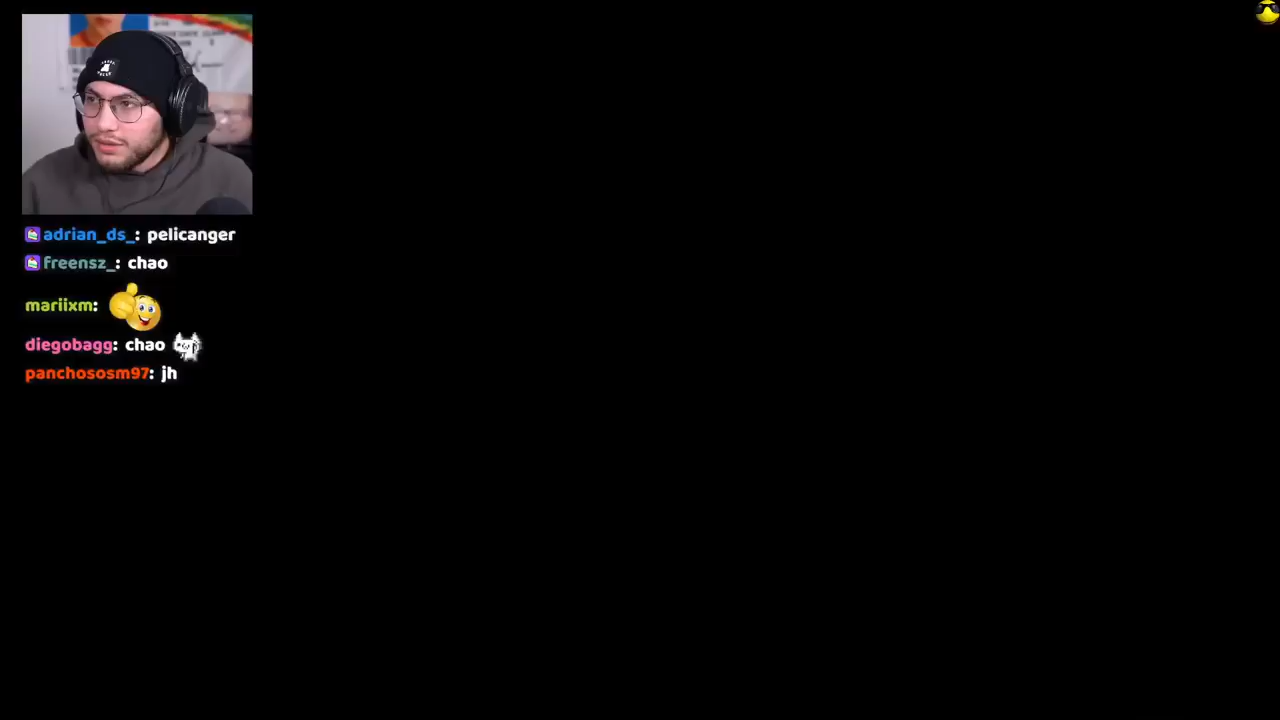 adrian_ds_: pelicanger
freensz_: chao
mariixm:
diegobagg: chao
panchososm97: jh